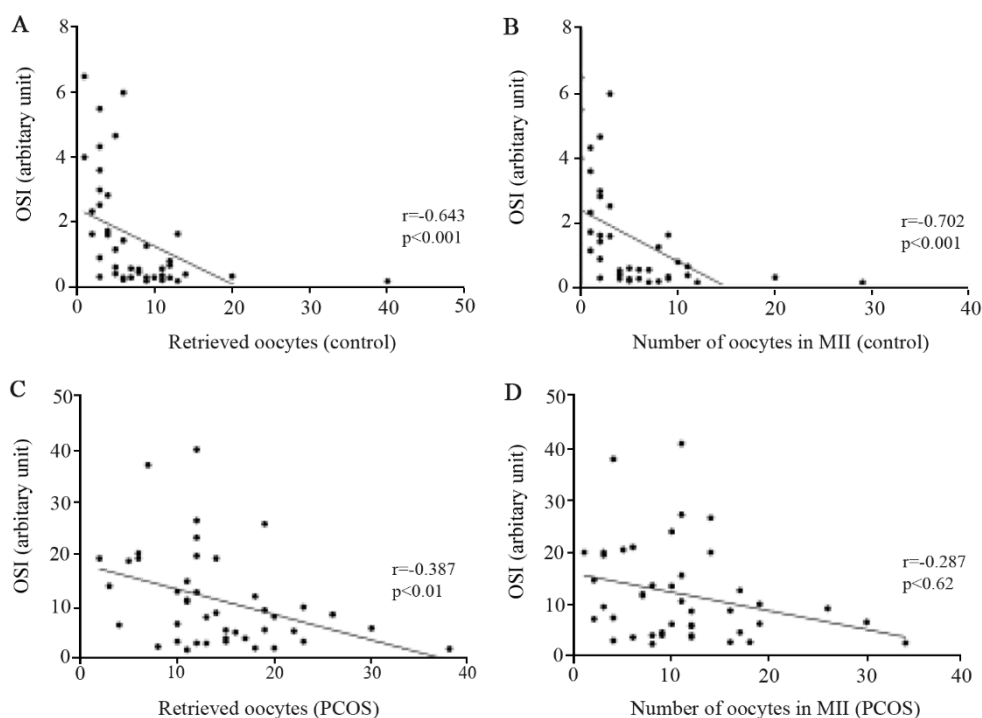 A
8
6
4
2
0
OSI (arbitary unit)
r=-0.643
p<0.001
0 10 20 30 40 50
Retrieved oocytes (control)
B
8
6
4
2
0
OSI (arbitary unit)
r=-0.702
p<0.001
0 10 20 30 40
Number of oocytes in MII (control)
C
50
40
30
20
10
0
OSI (arbitary unit)
r=-0.387
p<0.01
0 10 20 30 40
Retrieved oocytes (PCOS)
D
50
40
30
20
10
0
OSI (arbitary unit)
r=-0.287
p<0.62
0 10 20 30 40
Number of oocytes in MII (PCOS)